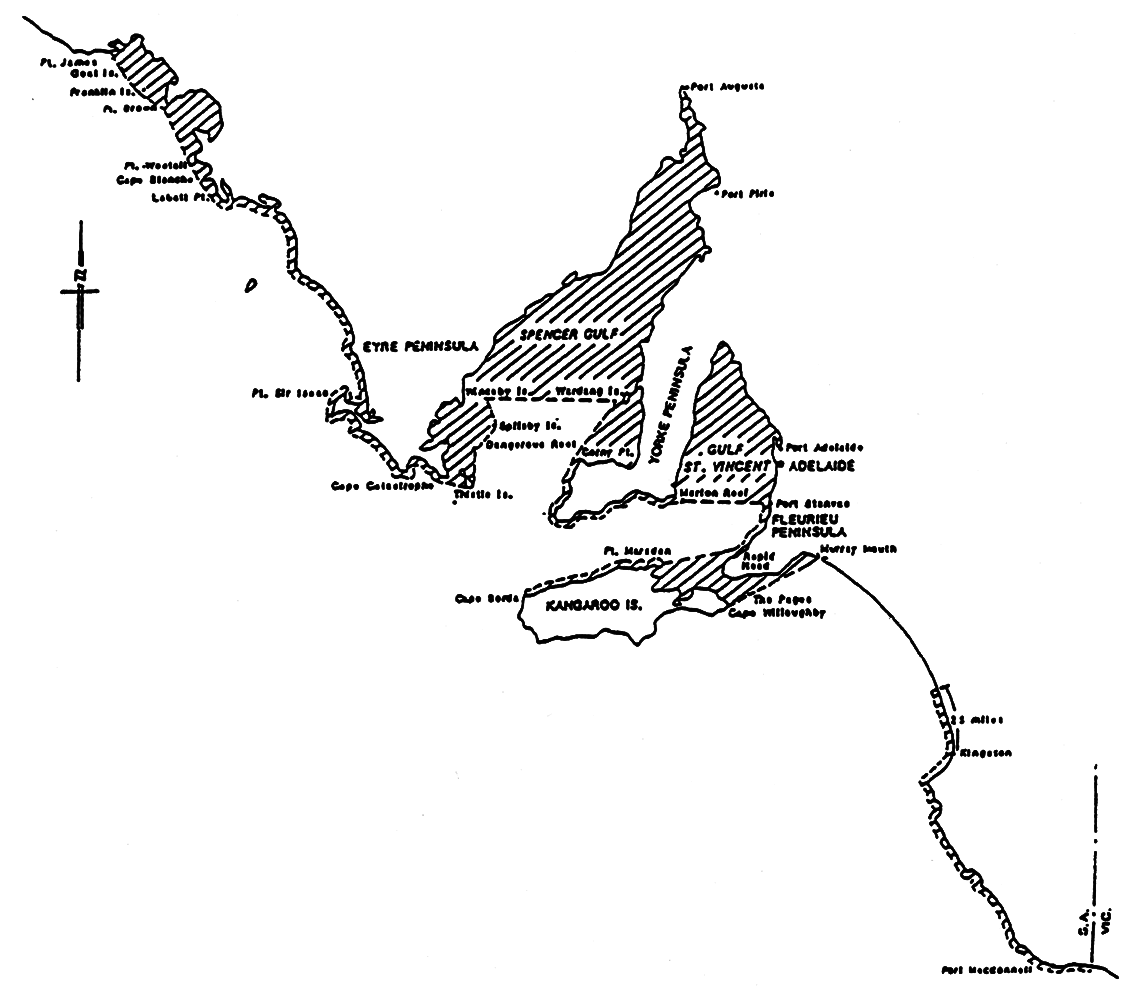 Pt. James
Goat Is.
Franklin Is.
Pt. Brown
Pt. Westall
Cape Blanche
Labatt Pt.
Port Augusta
Port Pirie
N
SPENCER GULF
EYRE PENINSULA
Pt. Sir Isaac
Winceby Is.
Wardang Is.
YORKE PENINSULA
Spilsby Is.
Dangerous Reef
Corny Pt.
GULF
ST. VINCENT
Port Adelaide
ADELAIDE
Cape Catastrophe
Thistle Is.
Marion Reef
Port Stanvac
FLEURIEU
PENINSULA
Pt. Marsden
Rapid
Head
Murray Mouth
Cape Borda
KANGAROO IS.
The Pages
Cape Willoughby
25 miles
Kingston
S.A.
VIC.
Port Macdonnell